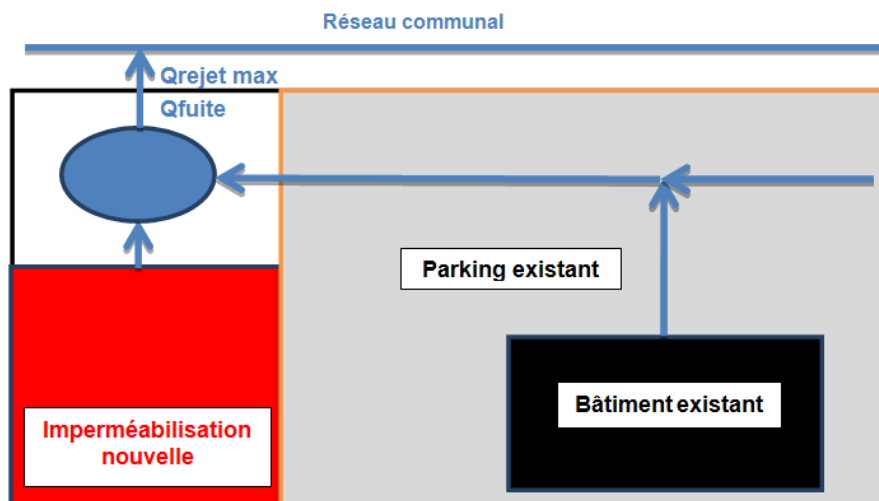 Réseau communal
Qrejet max
Qfuite
Parking existant
Bâtiment existant
Imperméabilisation
nouvelle